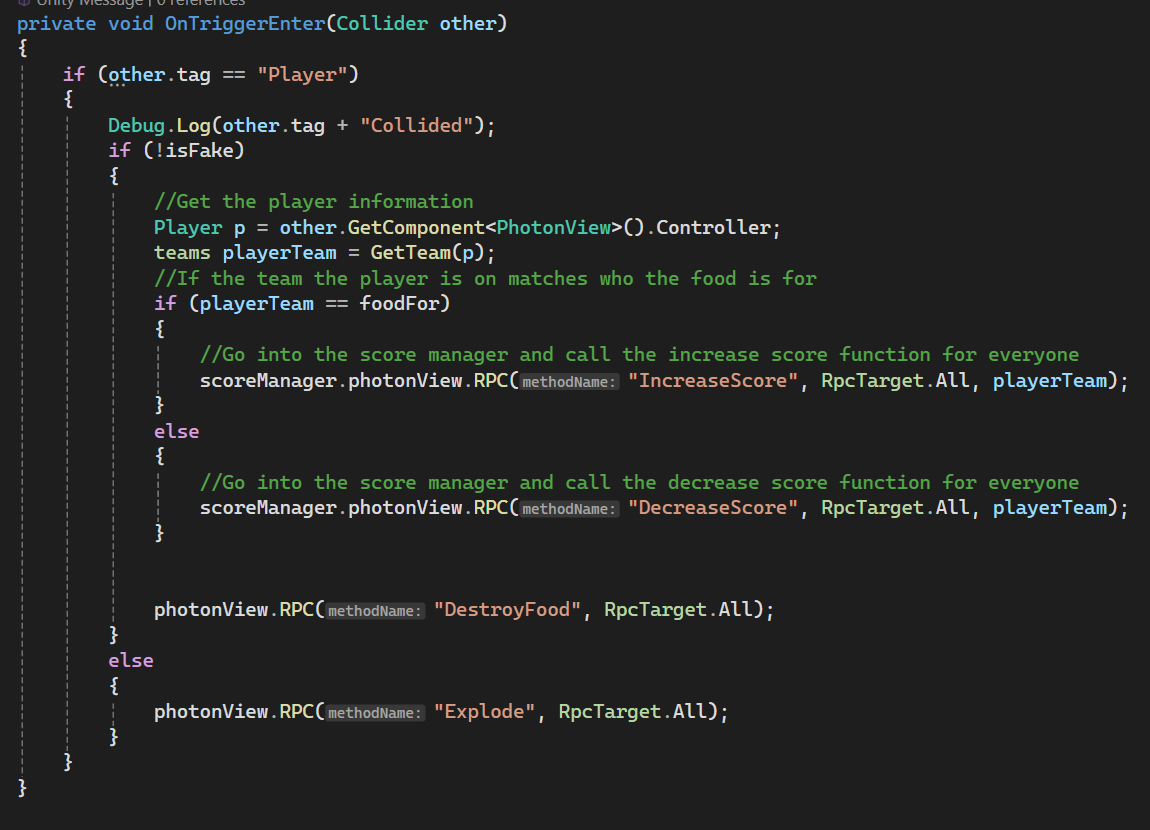 Unity Message | 0 references
private void OnTriggerEnter(Collider other)
{
if (other.tag == "Player")
{
Debug.Log(other.tag + "Collided");
if (!isFake)
{
//Get the player information
Player p = other.GetComponent<PhotonView>().Controller;
teams playerTeam = GetTeam(p);
//If the team the player is on matches who the food is for
if (playerTeam == foodFor)
{
//Go into the score manager and call the increase score function for everyone
scoreManager.photonView.RPC(methodName: "IncreaseScore", RpcTarget.All, playerTeam);
}
else
{
//Go into the score manager and call the decrease score function for everyone
scoreManager.photonView.RPC(methodName: "DecreaseScore", RpcTarget.All, playerTeam);
}
photonView.RPC(methodName: "DestroyFood", RpcTarget.All);
}
else
{
photonView.RPC(methodName: "Explode", RpcTarget.All);
}
}
}